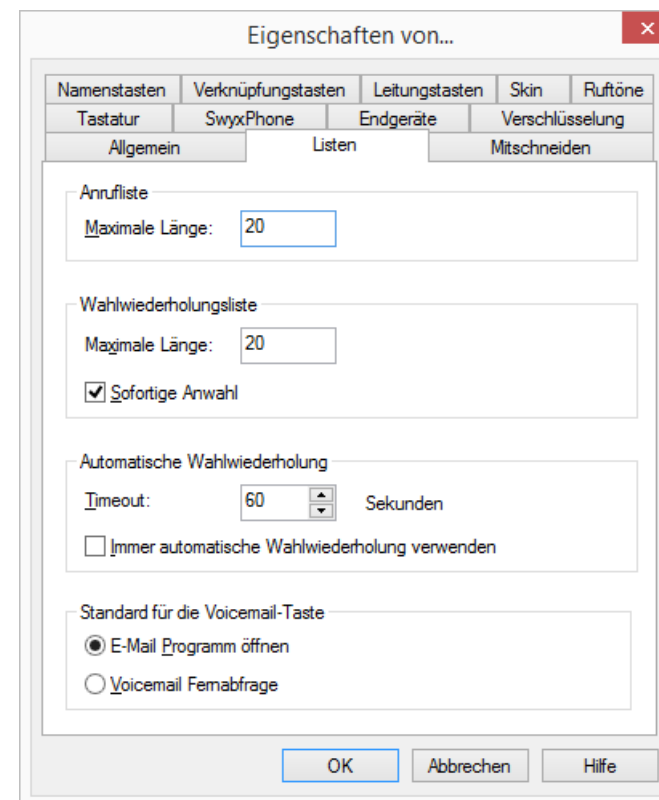 Eigenschaften von...
Namenstasten Verknüpfungstasten Leitungstasten Skin Ruftöne
Tastatur SwyxPhone Endgeräte Verschlüsselung
Allgemein Listen Mitschneiden
Anrufliste
Maximale Länge: 20
Wahlwiederholungsliste
Maximale Länge: 20
Sofortige Anwahl
Automatische Wahlwiederholung
Timeout: 60 Sekunden
Immer automatische Wahlwiederholung verwenden
Standard für die Voicemail-Taste
E-Mail Programm öffnen
Voicemail Fernabfrage
OK Abbrechen Hilfe